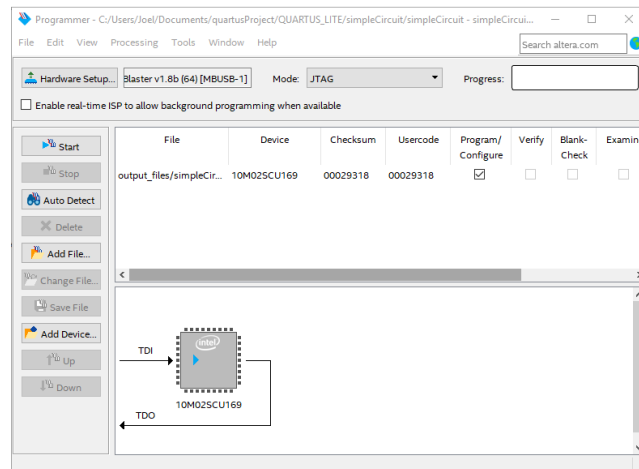 Programmer - C:/Users/Joel/Documents/quartusProject/QUARTUS_LITE/simpleCircuit/simpleCircuit - simpleCircui...
File Edit View Processing Tools Window Help
Search altera.com
Hardware Setup... Blaster v1.8b (64) [MBUSB-1] Mode: JTAG Progress:
Enable real-time ISP to allow background programming when available
Start
Stop
Auto Detect
Delete
Add File...
Change File...
Save File
Add Device...
Up
Down
File Device Checksum Usercode Program/ Verify Blank- Examin
Configure Check
output_files/simpleCir... 10M02SCU169 00029318 00029318
intel
TDI
10M02SCU169
TDO